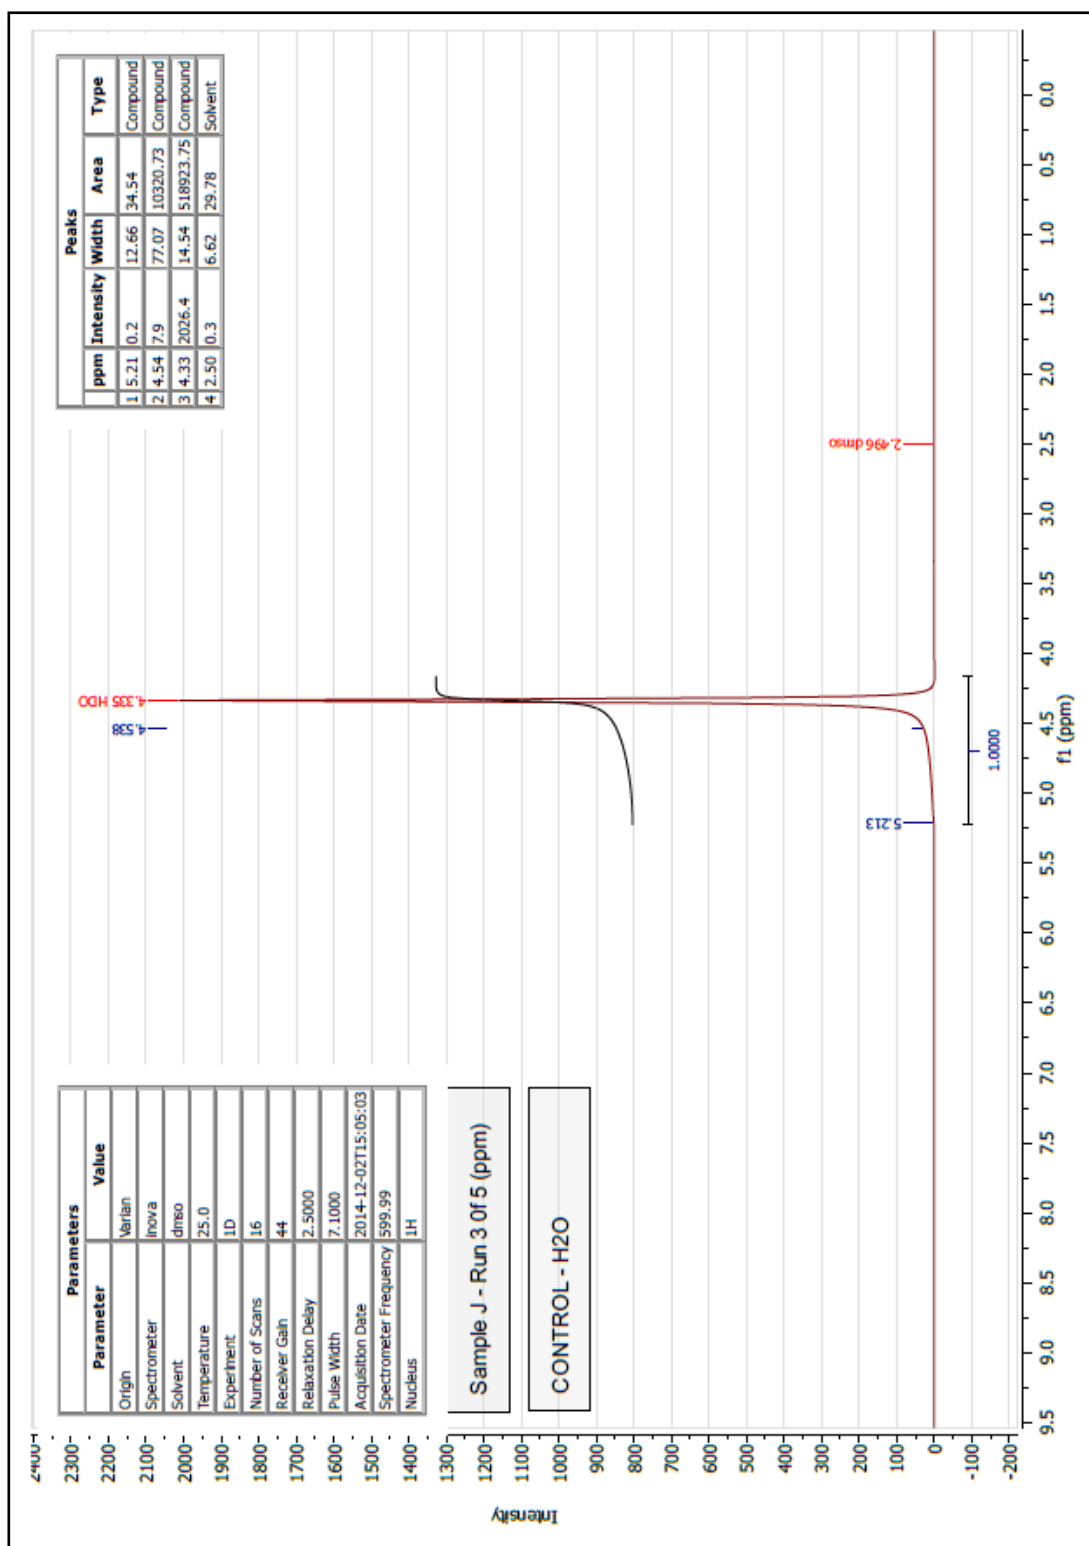 Parameters
Parameter Value
Origin Varian
Spectrometer inova
Solvent dmso
Temperature 25.0
Experiment 1D
Number of Scans 16
Receiver Gain 44
Relaxation Delay 2.5000
Pulse Width 7.1000
Acquisition Date 2014-12-02T15:05:03
Spectrometer Frequency 599.99
Nucleus 1H
Sample J - Run 3 0f 5 (ppm)
CONTROL - H2O
Peaks
ppm Intensity Width Area Type
1 5.21 0.2 12.66 34.54 Compound
2 4.54 7.9 77.07 10320.73 Compound
3 4.33 2026.4 14.54 518923.75 Compound
4 2.50 0.3 6.62 29.78 Solvent
4.335 HDO
4.538
5.213
2.496 dmso
1.0000
2400
2300
2200
2100
2000
1900
1800
1700
1600
1500
1400
1300
1200
1100
1000
900
800
700
600
500
400
300
200
100
0
-100
-200
Intensity
9.5 9.0 8.5 8.0 7.5 7.0 6.5 6.0 5.5 5.0 4.5 4.0 3.5 3.0 2.5 2.0 1.5 1.0 0.5 0.0
f1 (ppm)